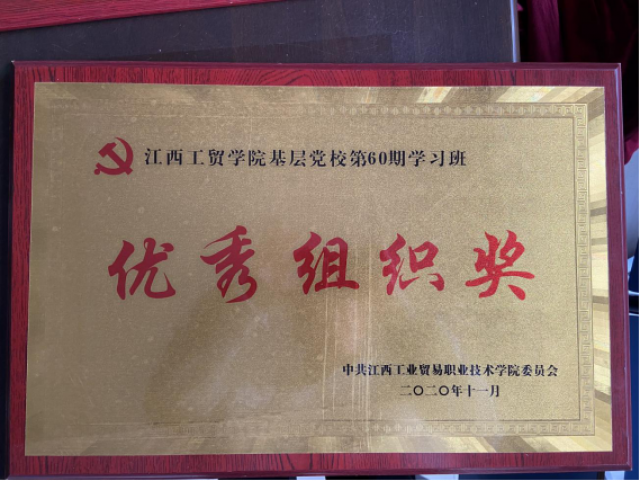 江西工贸学院基层党校第60期学习班
优秀组织奖
中共江西工业贸易职业技术学院委员会
二〇二〇年十一月